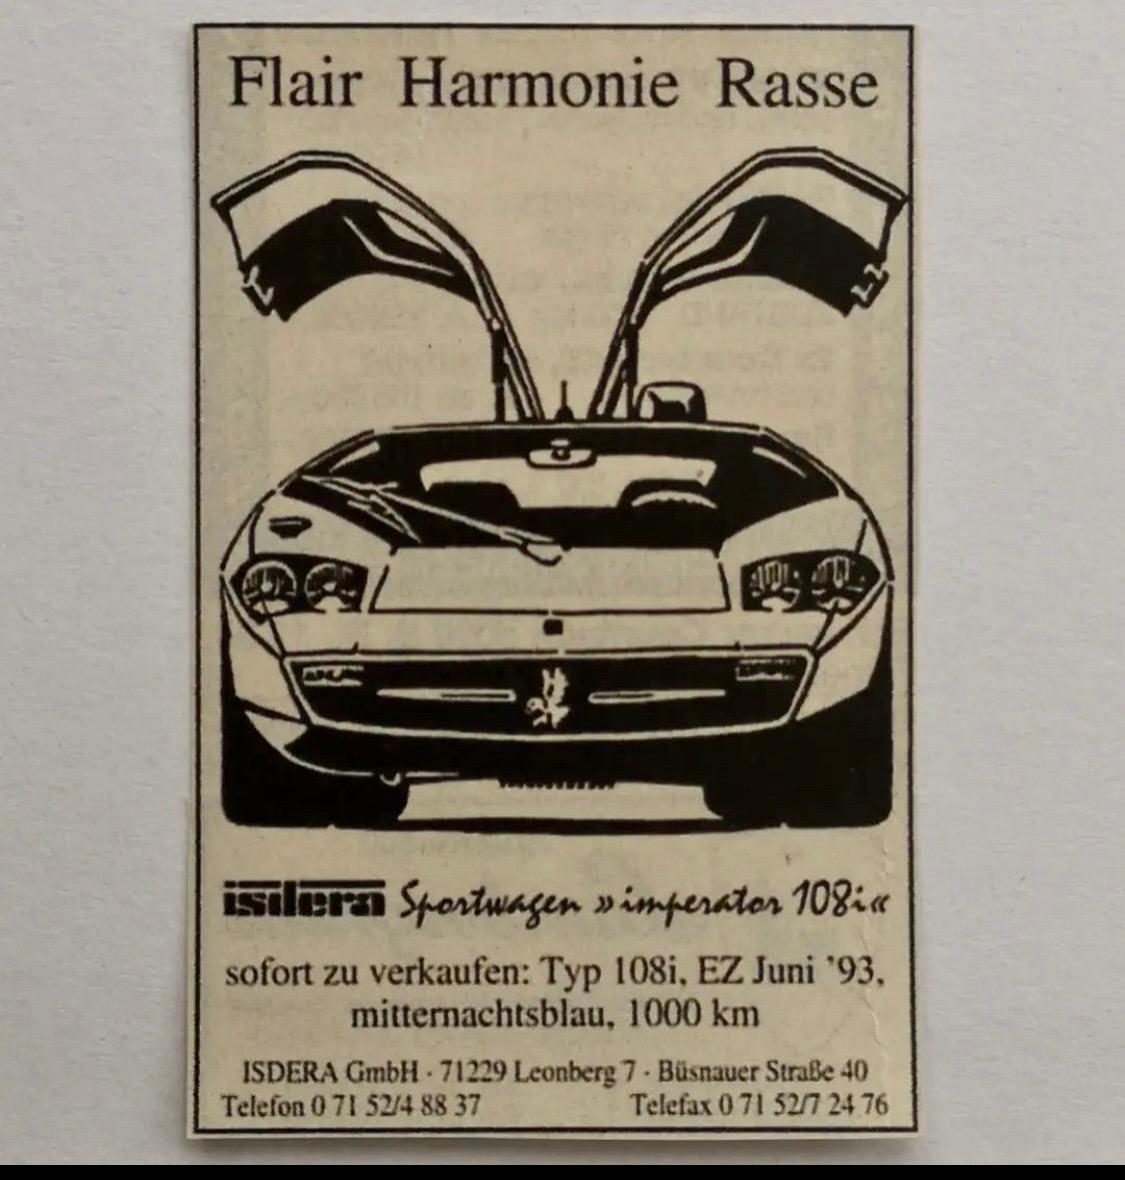 Flair Harmonie Rasse
isdera Sportwagen »imperator 108i«
sofort zu verkaufen: Typ 108i, EZ Juni '93,
mitternachtsblau, 1000 km
ISDERA GmbH · 71229 Leonberg 7 · Büsnauer Straße 40
Telefon 0 71 52/4 88 37 Telefax 0 71 52/7 24 76